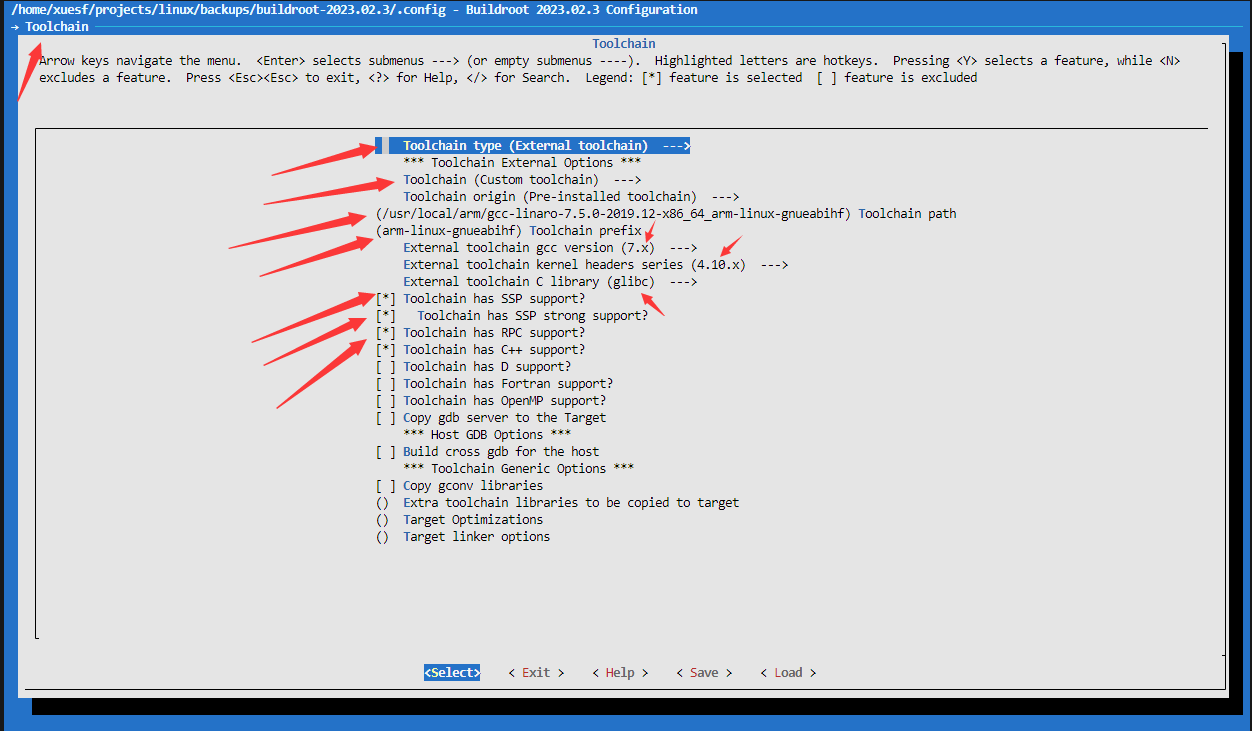 /home/xuesf/projects/linux/backups/buildroot-2023.02.3/.config - Buildroot 2023.02.3 Configuration
→ Toolchain
Toolchain
Arrow keys navigate the menu.  <Enter> selects submenus ---> (or empty submenus ----).  Highlighted letters are hotkeys.  Pressing <Y> selects a feature, while <N>
excludes a feature.  Press <Esc><Esc> to exit, <?> for Help, </> for Search.  Legend: [*] feature is selected  [ ] feature is excluded
Toolchain type (External toolchain)  --->
*** Toolchain External Options ***
Toolchain (Custom toolchain)  --->
Toolchain origin (Pre-installed toolchain)  --->
(/usr/local/arm/gcc-linaro-7.5.0-2019.12-x86_64_arm-linux-gnueabihf) Toolchain path
(arm-linux-gnueabihf) Toolchain prefix
External toolchain gcc version (7.x)  --->
External toolchain kernel headers series (4.10.x)  --->
External toolchain C library (glibc)  --->
[*] Toolchain has SSP support?
[*]   Toolchain has SSP strong support?
[*] Toolchain has RPC support?
[*] Toolchain has C++ support?
[ ] Toolchain has D support?
[ ] Toolchain has Fortran support?
[ ] Toolchain has OpenMP support?
[ ] Copy gdb server to the Target
*** Host GDB Options ***
[ ] Build cross gdb for the host
*** Toolchain Generic Options ***
[ ] Copy gconv libraries
()  Extra toolchain libraries to be copied to target
()  Target Optimizations
()  Target linker options
<Select>    < Exit >    < Help >    < Save >    < Load >